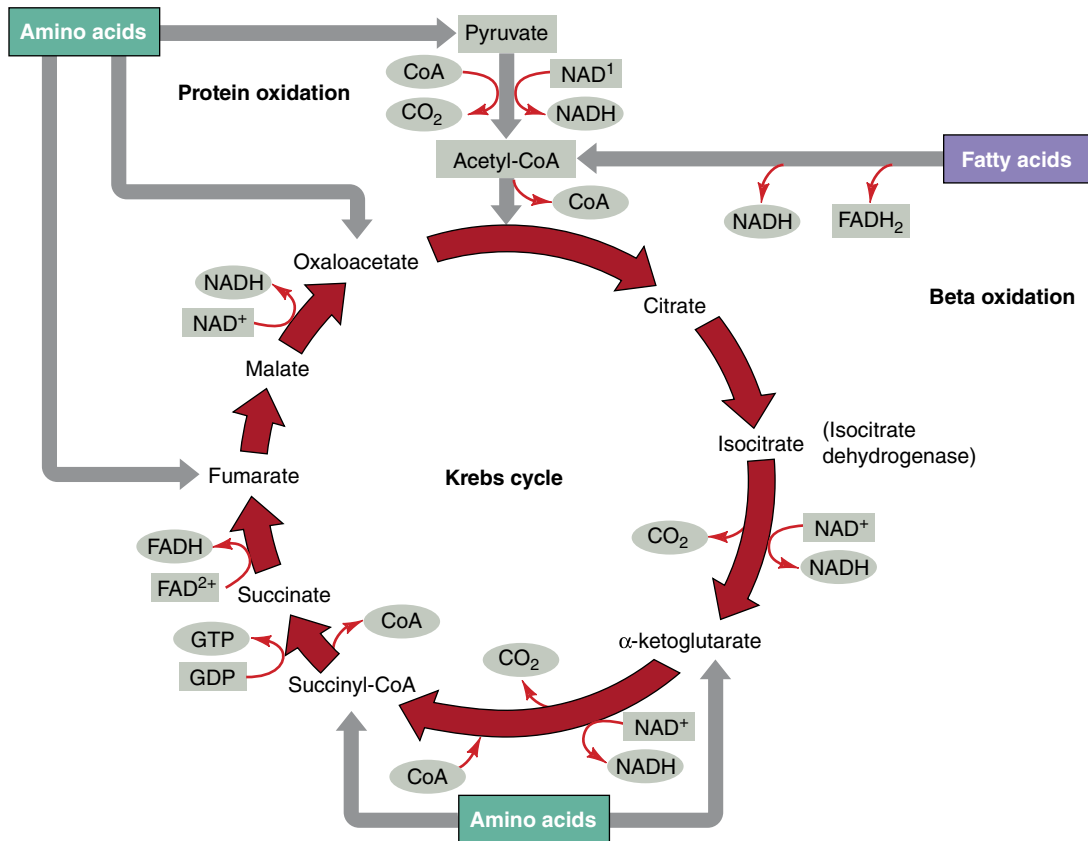 Amino acids
Pyruvate
CoA
NAD¹
Protein oxidation
CO₂
NADH
Acetyl-CoA
Fatty acids
CoA
NADH
FADH₂
Oxaloacetate
NADH
Citrate
Beta oxidation
NAD⁺
Malate
Isocitrate
(Isocitrate
dehydrogenase)
Fumarate
Krebs cycle
CO₂
NAD⁺
FADH
NADH
FAD²⁺
Succinate
CoA
GTP
α-ketoglutarate
CO₂
GDP
Succinyl-CoA
NAD⁺
CoA
NADH
Amino acids